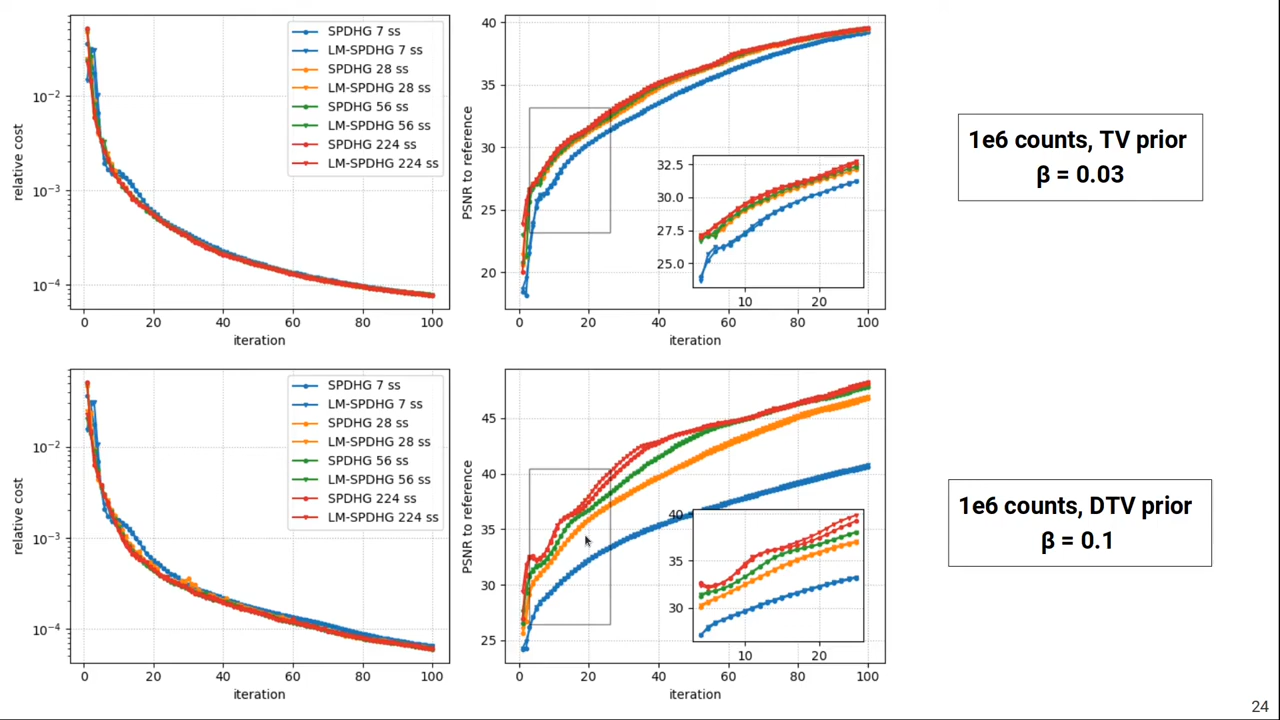 SPDHG 7 ss
LM-SPDHG 7 ss
SPDHG 28 ss
LM-SPDHG 28 ss
SPDHG 56 ss
LM-SPDHG 56 ss
SPDHG 224 ss
LM-SPDHG 224 ss
10⁻²
10⁻³
10⁻⁴
relative cost
0 20 40 60 80 100
iteration
40
35
30
25
20
PSNR to reference
32.5
30.0
27.5
25.0
10 20
0 20 40 60 80 100
iteration
1e6 counts, TV prior
β = 0.03
SPDHG 7 ss
LM-SPDHG 7 ss
SPDHG 28 ss
LM-SPDHG 28 ss
SPDHG 56 ss
LM-SPDHG 56 ss
SPDHG 224 ss
LM-SPDHG 224 ss
10⁻²
10⁻³
10⁻⁴
relative cost
0 20 40 60 80 100
iteration
45
40
35
30
25
PSNR to reference
40
35
30
10 20
0 20 40 60 80 100
iteration
1e6 counts, DTV prior
β = 0.1
24